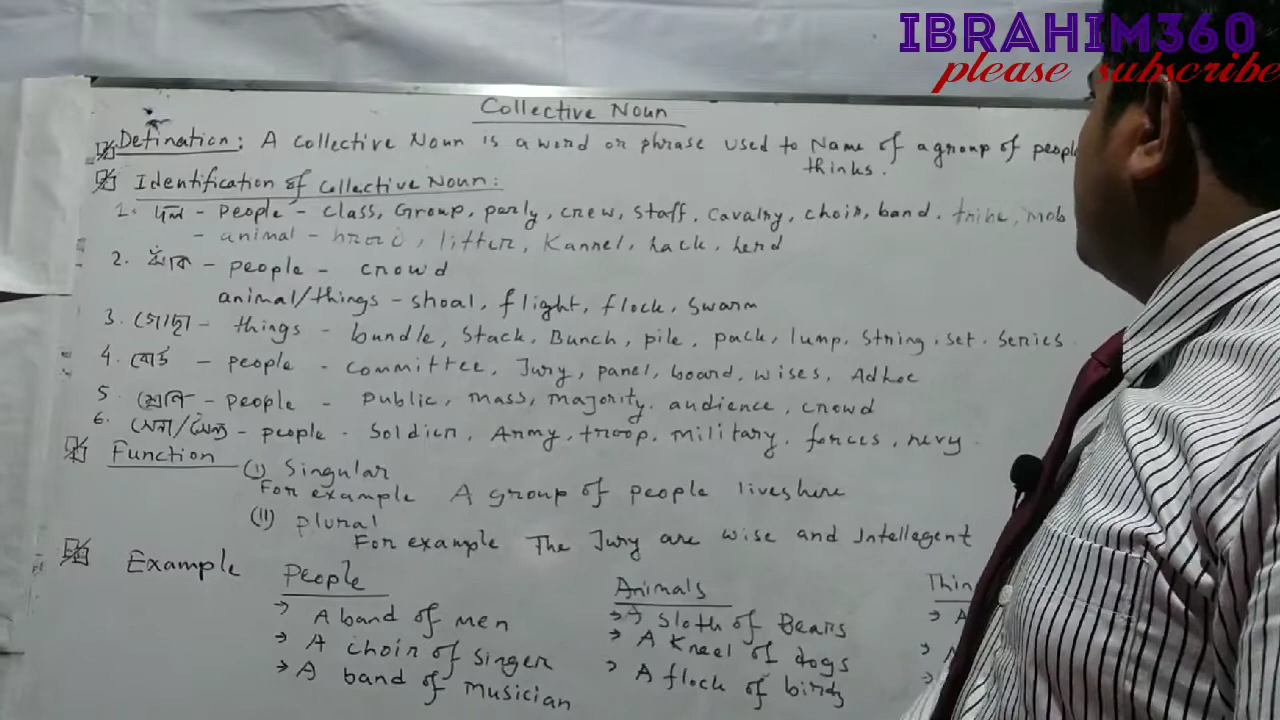 IBRAHIM360
please subscribe
Collective Noun
Defination: A collective Noun is a word or phrase used to Name of a group of people
thinks.
Identification of collective Noun:
1. দল - People - class, Group, party, crew, staff, cavalry, choir, band, tribe, mob
- animal - brood, litter, Kannel, hack, herd
2. ঝাঁক - people - crowd
animal/things - shoal, flight, flock, swarm
3. গোছা - things - bundle, stack, Bunch, pile, pack, lump, string, set, series
4. বোর্ড - people - committee, Jury, panel, board, wises, Adhoc
5. শ্রেণি - people - public, mass, majority, audience, crowd
6. সেনা/সৈন্য - people - Soldier, Army, troop, military, forces, nevy.
Function (i) Singular
For example A group of people lives here
(ii) plural
For example The Jury are wise and Intellegent
Example People Animals Thin
→ A band of men → A sloth of Bears → A
→ A choir of singer → A Kneel of dogs →
→ A band of musician → A flock of birds →